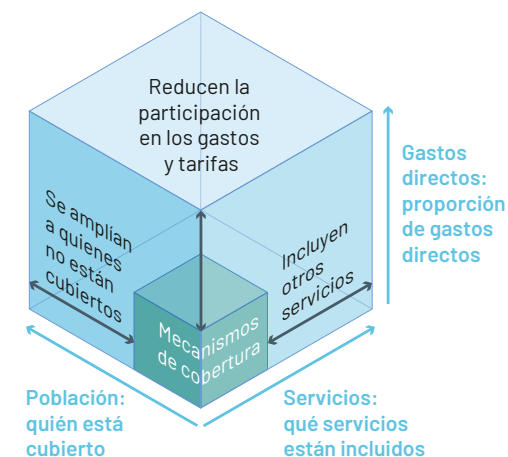 Reducen la
participación
en los gastos
y tarifas
Se amplían
a quienes
no están
cubiertos
Incluyen
otros
servicios
Mecanismos
de cobertura
Gastos
directos:
proporción
de gastos
directos
Población:
quién está
cubierto
Servicios:
qué servicios
están incluidos